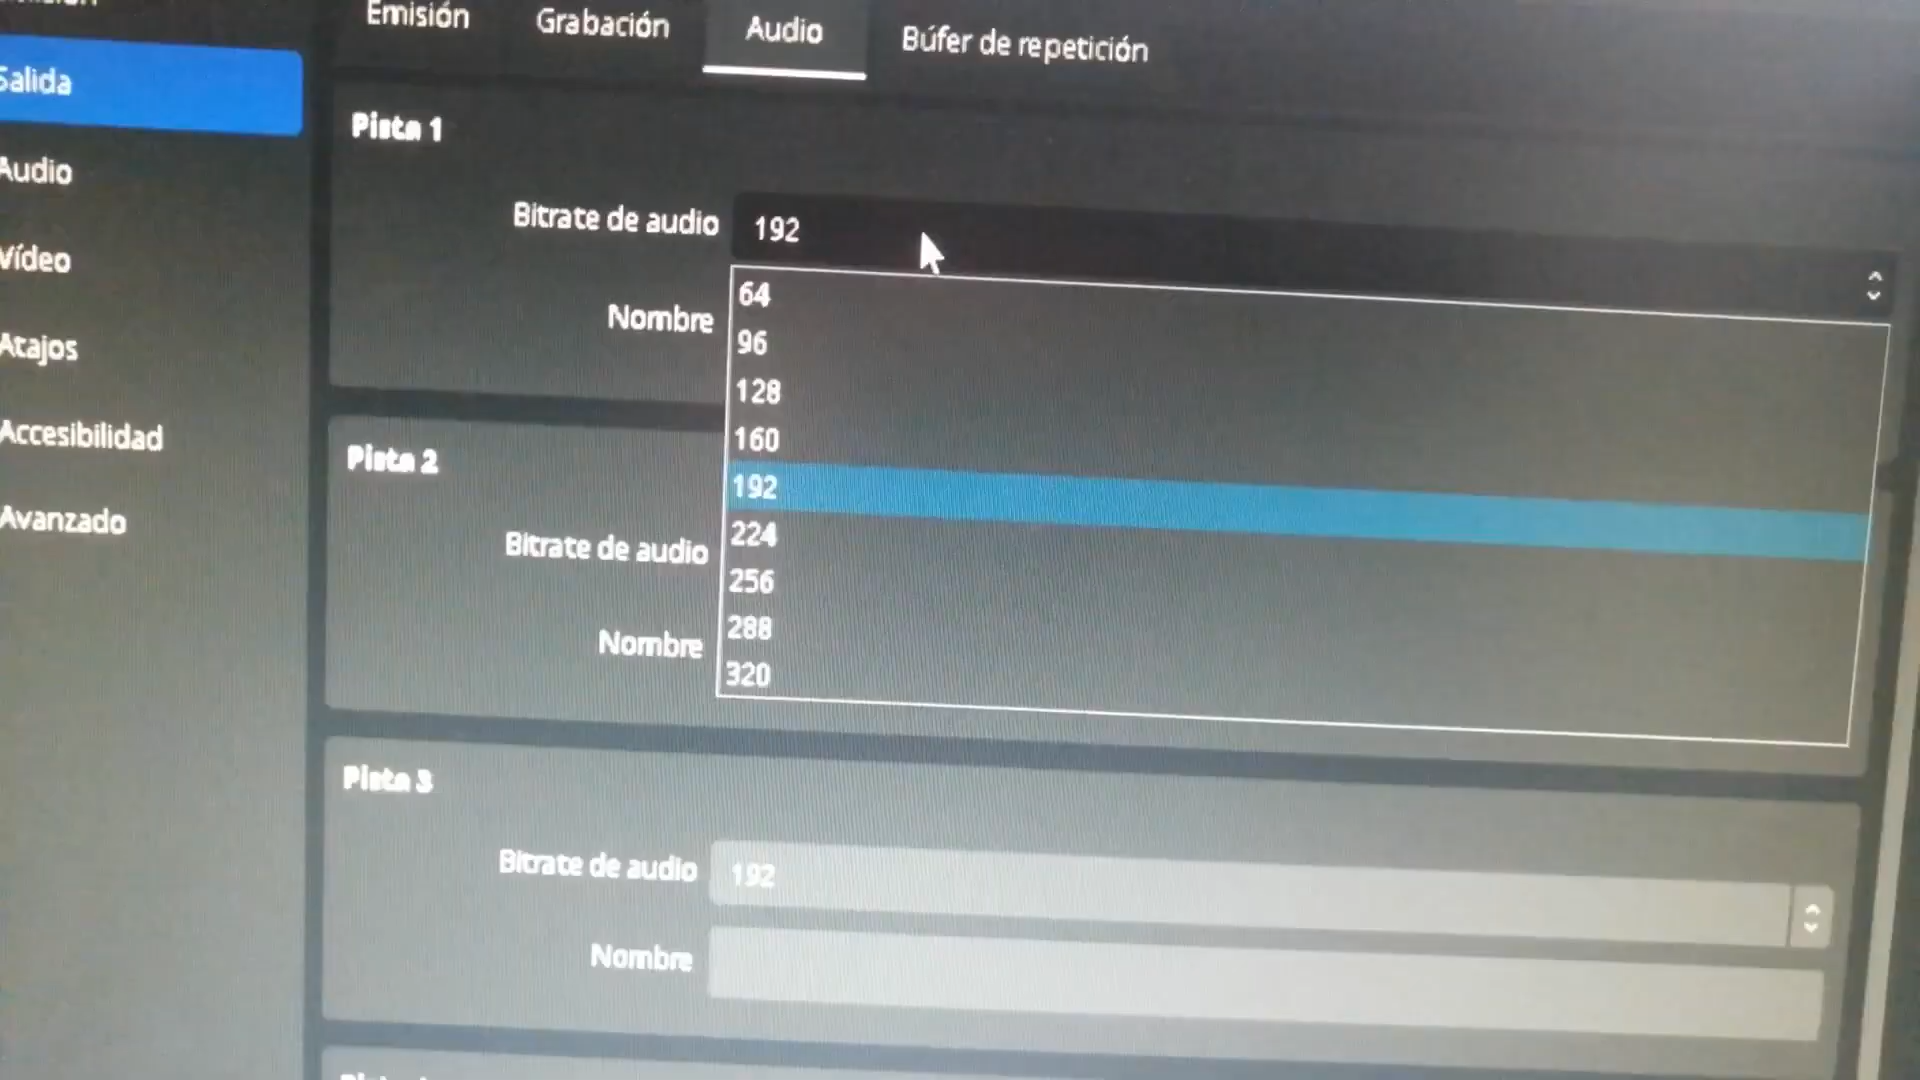 Emisión
Grabación
Audio
Búfer de repetición
Salida
Audio
Vídeo
Atajos
Accesibilidad
Avanzado
Pista 1
Bitrate de audio
192
64
96
128
160
192
224
256
288
320
Nombre
Pista 2
Bitrate de audio
Nombre
Pista 3
Bitrate de audio
192
Nombre